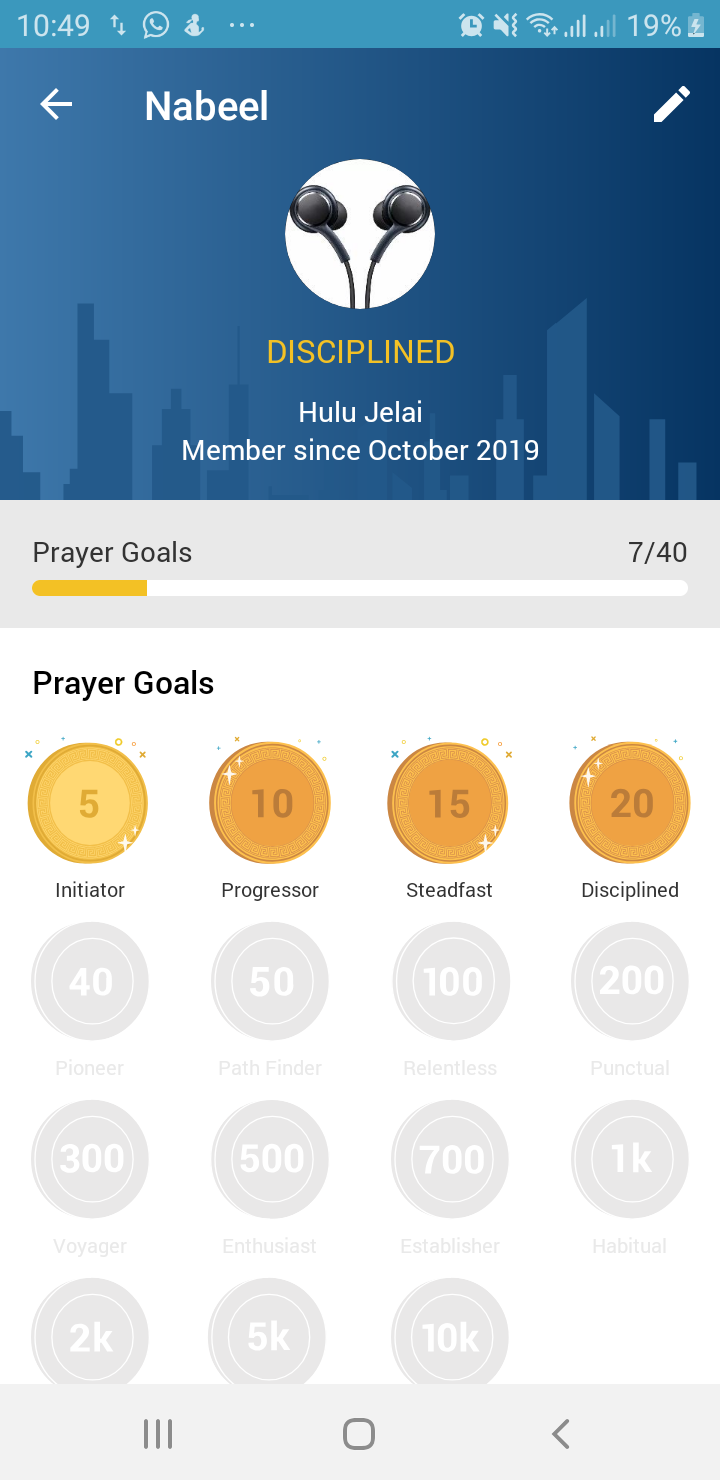 10:49 19%
Nabeel
DISCIPLINED
Hulu Jelai
Member since October 2019
Prayer Goals 7/40
Prayer Goals
5 10 15 20
Initiator Progressor Steadfast Disciplined
40 50 100 200
Pioneer Path Finder Relentless Punctual
300 500 700 1k
Voyager Enthusiast Establisher Habitual
2k 5k 10k